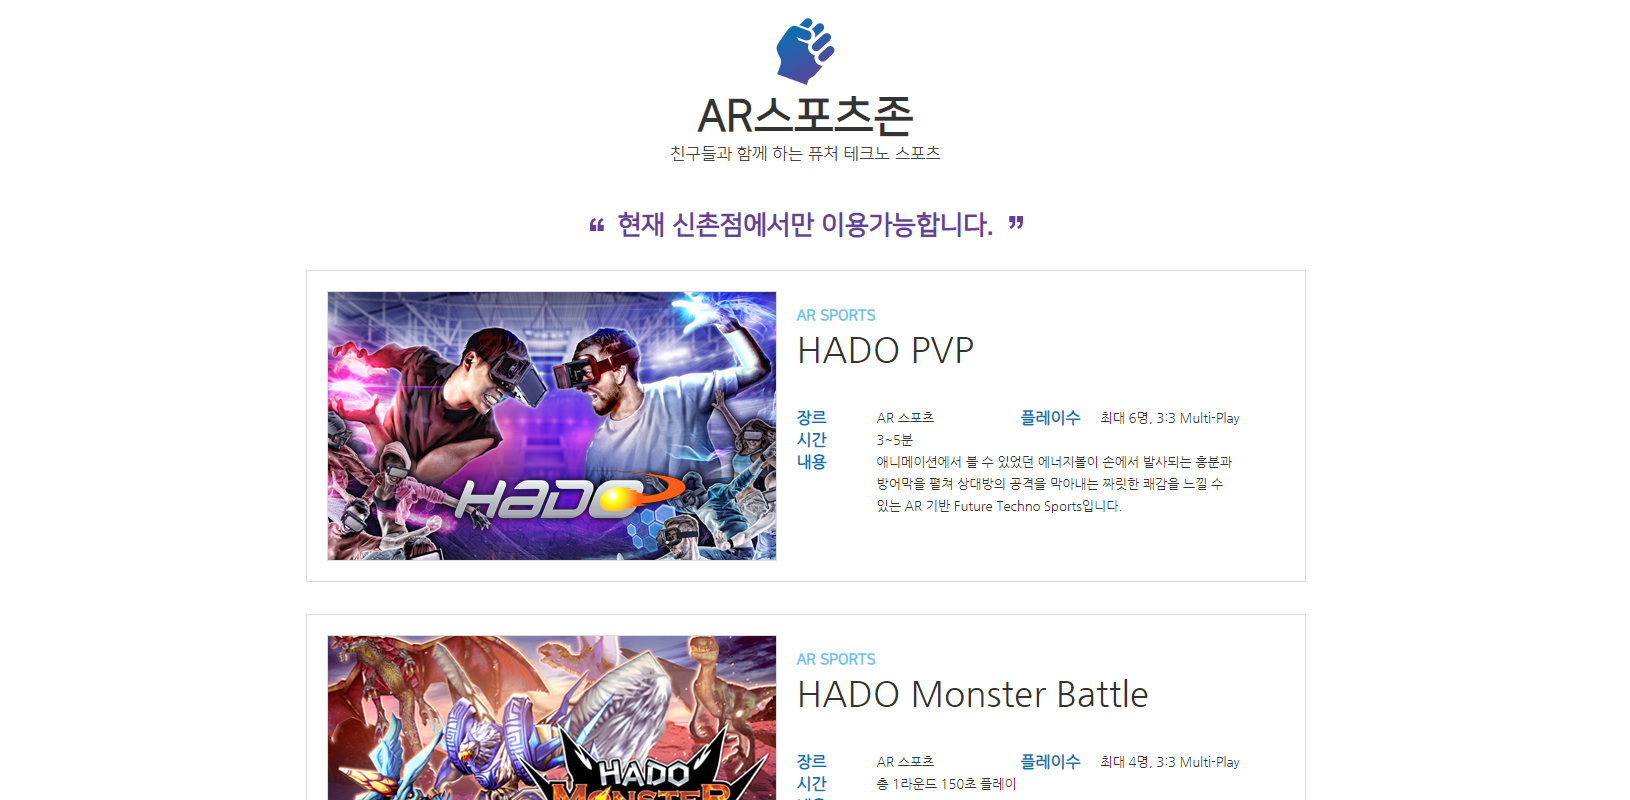 AR스포츠존
친구들과 함께 하는 퓨처 테크노 스포츠
“ 현재 신촌점에서만 이용가능합니다. ”
HADO
AR SPORTS
HADO PVP
장르 AR 스포츠 플레이수 최대 6명, 3:3 Multi-Play
시간 3~5분
내용 애니메이션에서 볼 수 있었던 에너지볼이 손에서 발사되는 흥분과
방어막을 펼쳐 상대방의 공격을 막아내는 짜릿한 쾌감을 느낄 수
있는 AR 기반 Future Techno Sports입니다.
HADO
MONSTER
AR SPORTS
HADO Monster Battle
장르 AR 스포츠 플레이수 최대 4명, 3:3 Multi-Play
시간 총 1라운드 150초 플레이